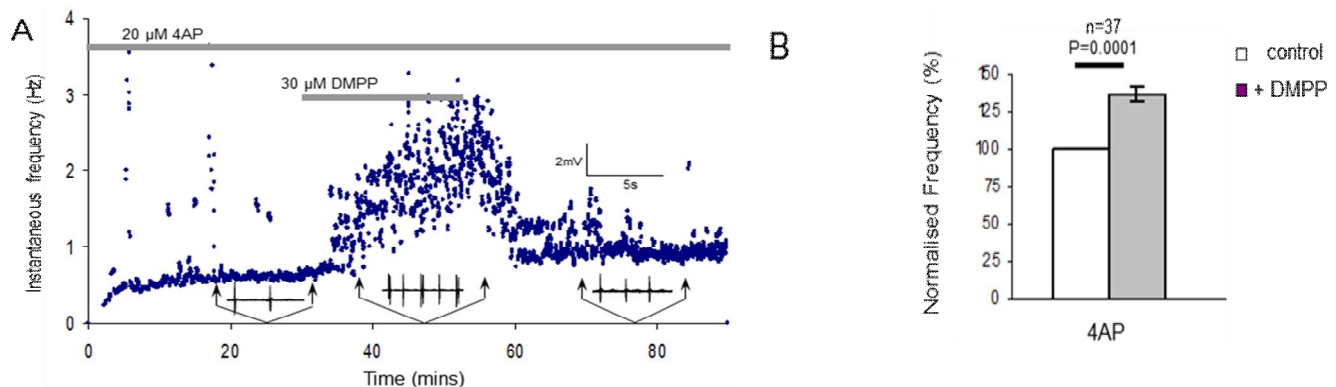 A
Instantaneous frequency (Hz)
4
3
2
1
0
20 µM 4AP
30 µM DMPP
2mV
5s
0
20
40
60
80
Time (mins)
B
n=37
P=0.0001
Normalised Frequency (%)
150
125
100
75
50
25
0
4AP
control
+ DMPP